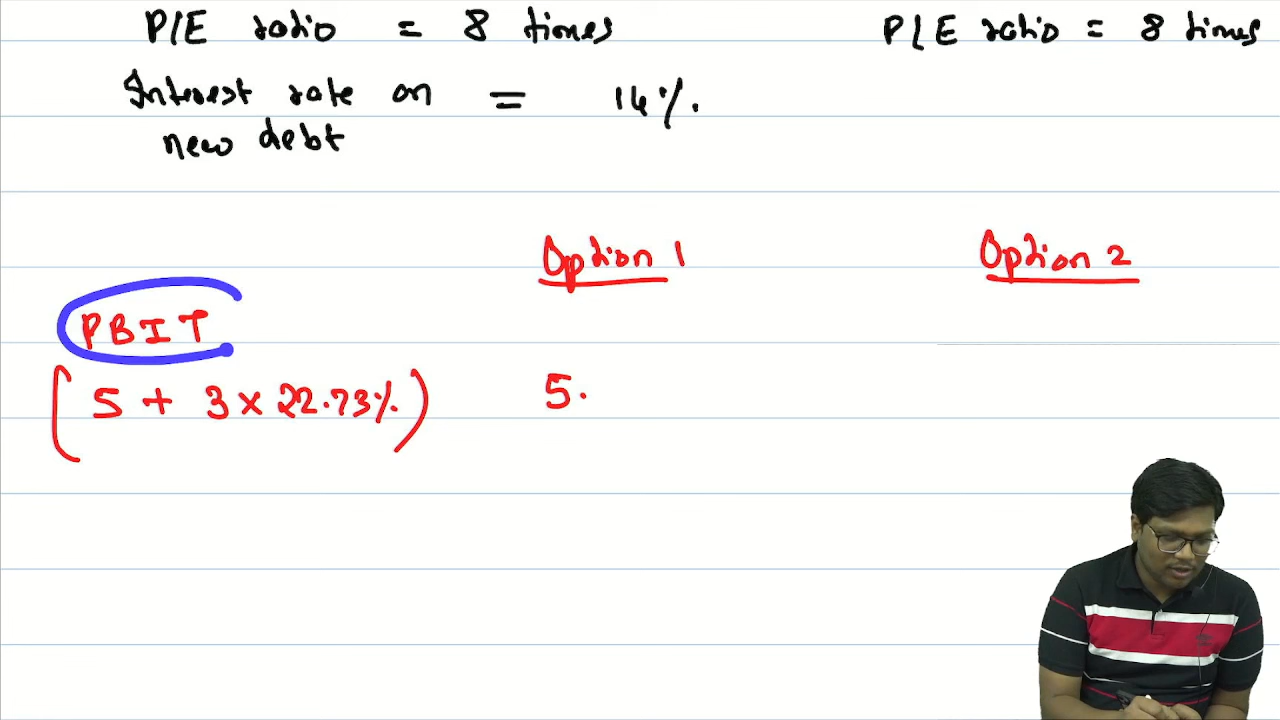 P/E ratio = 8 times
P/E ratio = 8 times
Interest rate on new debt = 14%.
Option 1
Option 2
PBIT
(5 + 3 × 22.73%)
5.